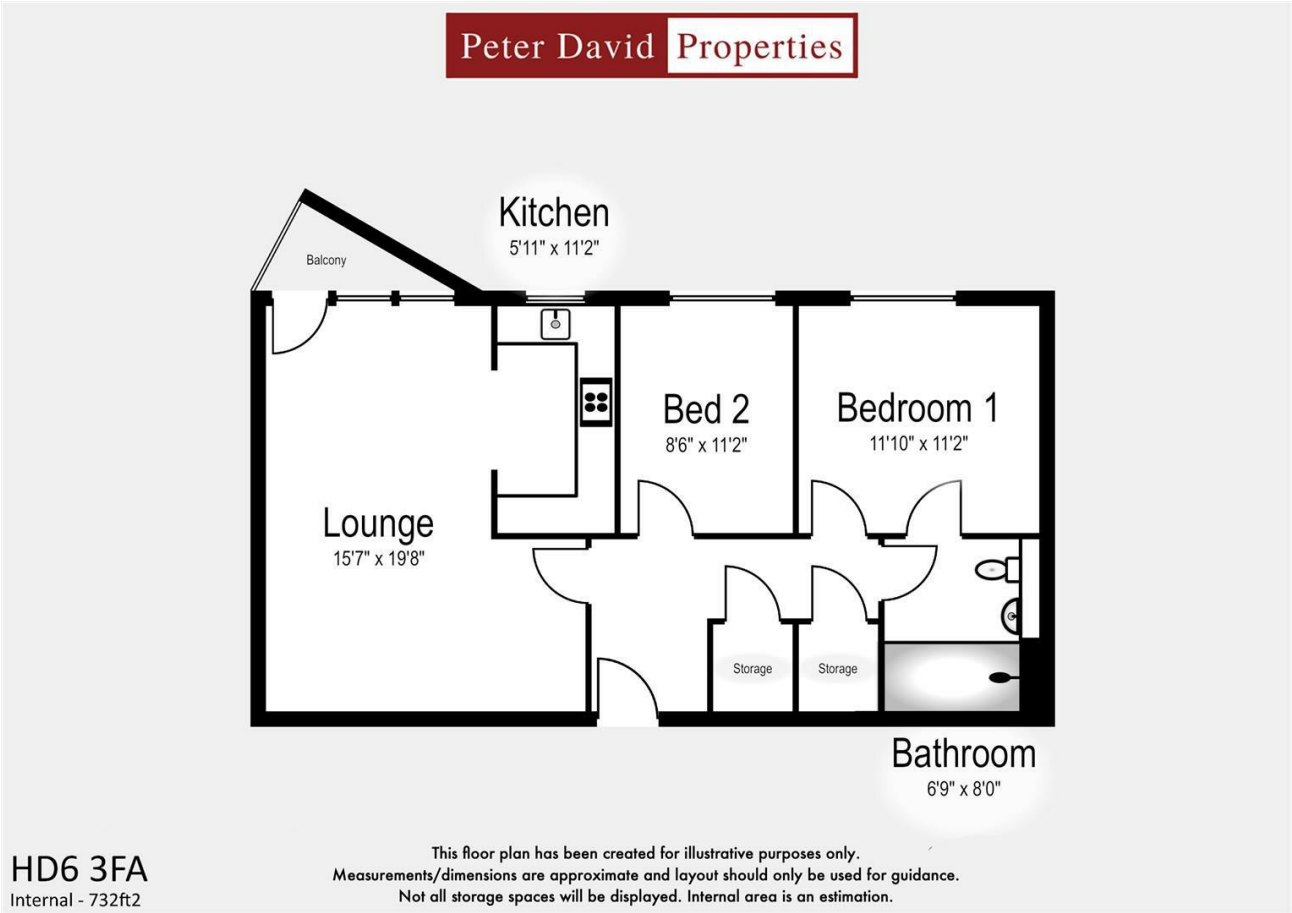 Peter David Properties
Kitchen
5'11" x 11'2"
Balcony
Bed 2
8'6" x 11'2"
Bedroom 1
11'10" x 11'2"
Lounge
15'7" x 19'8"
Storage
Storage
Bathroom
6'9" x 8'0"
HD6 3FA
Internal - 732ft2
This floor plan has been created for illustrative purposes only.
Measurements/dimensions are approximate and layout should only be used for guidance.
Not all storage spaces will be displayed. Internal area is an estimation.